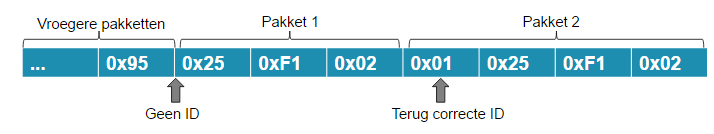 Vroegere pakketten Pakket 1 Pakket 2
... 0x95 0x25 0xF1 0x02 0x01 0x25 0xF1 0x02
Geen ID Terug correcte ID